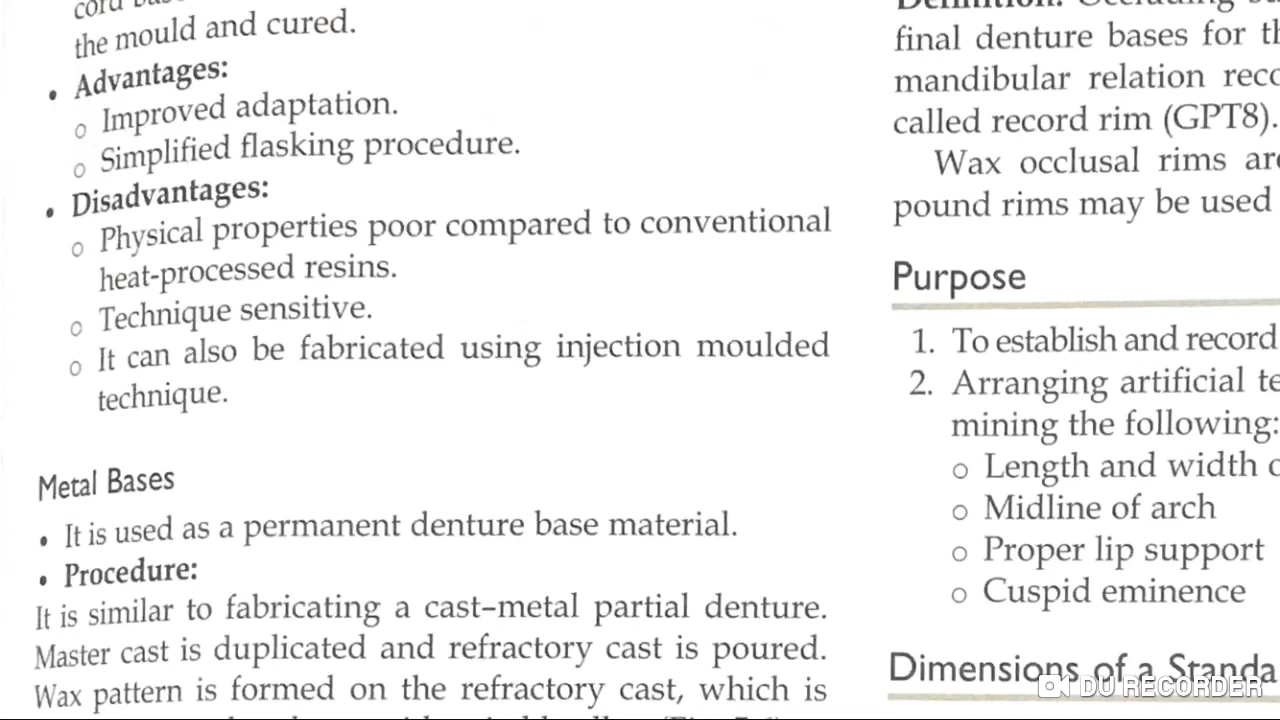 the mould and cured.
• Advantages:
o Improved adaptation.
o Simplified flasking procedure.
• Disadvantages:
o Physical properties poor compared to conventional
heat-processed resins.
o Technique sensitive.
o It can also be fabricated using injection moulded
technique.
Metal Bases
• It is used as a permanent denture base material.
• Procedure:
It is similar to fabricating a cast–metal partial denture.
Master cast is duplicated and refractory cast is poured.
Wax pattern is formed on the refractory cast, which is
final denture bases for
mandibular relation
called record rim (GPT8).
Wax occlusal rims
pound rims may be used
Purpose
1. To establish and record
2. Arranging artificial
mining the following:
o Length and width
o Midline of arch
o Proper lip support
o Cuspid eminence
Dimensions of a
DU RECORDER